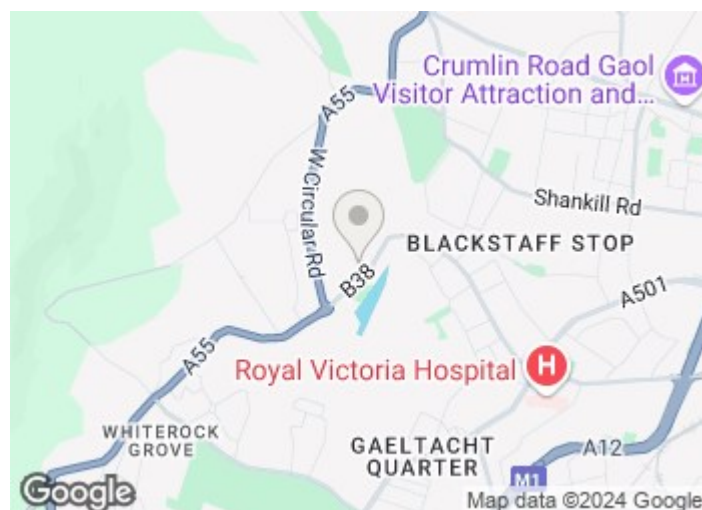 A55
Crumlin Road Gaol
Visitor Attraction and...
W Circular Rd
Shankill Rd
BLACKSTAFF STOP
B38
A501
A55
Royal Victoria Hospital
H
WHITEROCK
GROVE
GAELTACHT
QUARTER
A12
M1
Google
Map data ©2024 Google